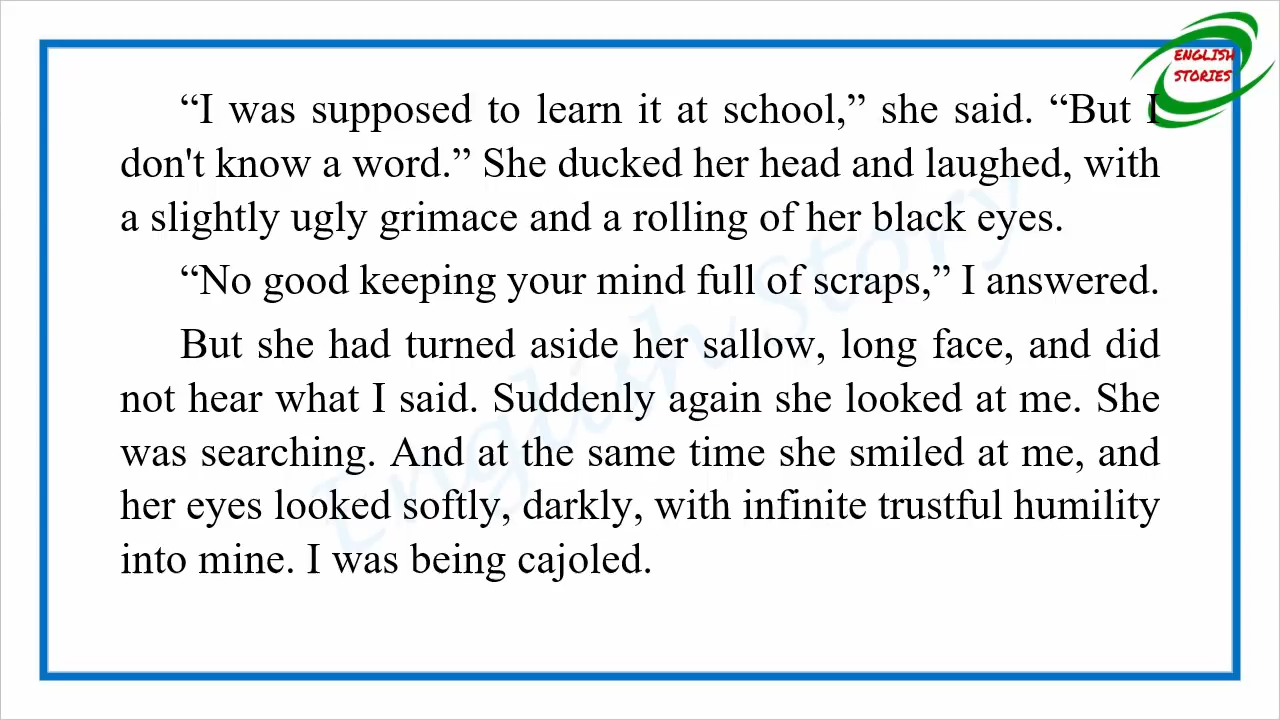 ENGLISH
STORIES
“I was supposed to learn it at school,” she said. “But I
don't know a word.” She ducked her head and laughed, with
a slightly ugly grimace and a rolling of her black eyes.
“No good keeping your mind full of scraps,” I answered.
But she had turned aside her sallow, long face, and did
not hear what I said. Suddenly again she looked at me. She
was searching. And at the same time she smiled at me, and
her eyes looked softly, darkly, with infinite trustful humility
into mine. I was being cajoled.
English Story